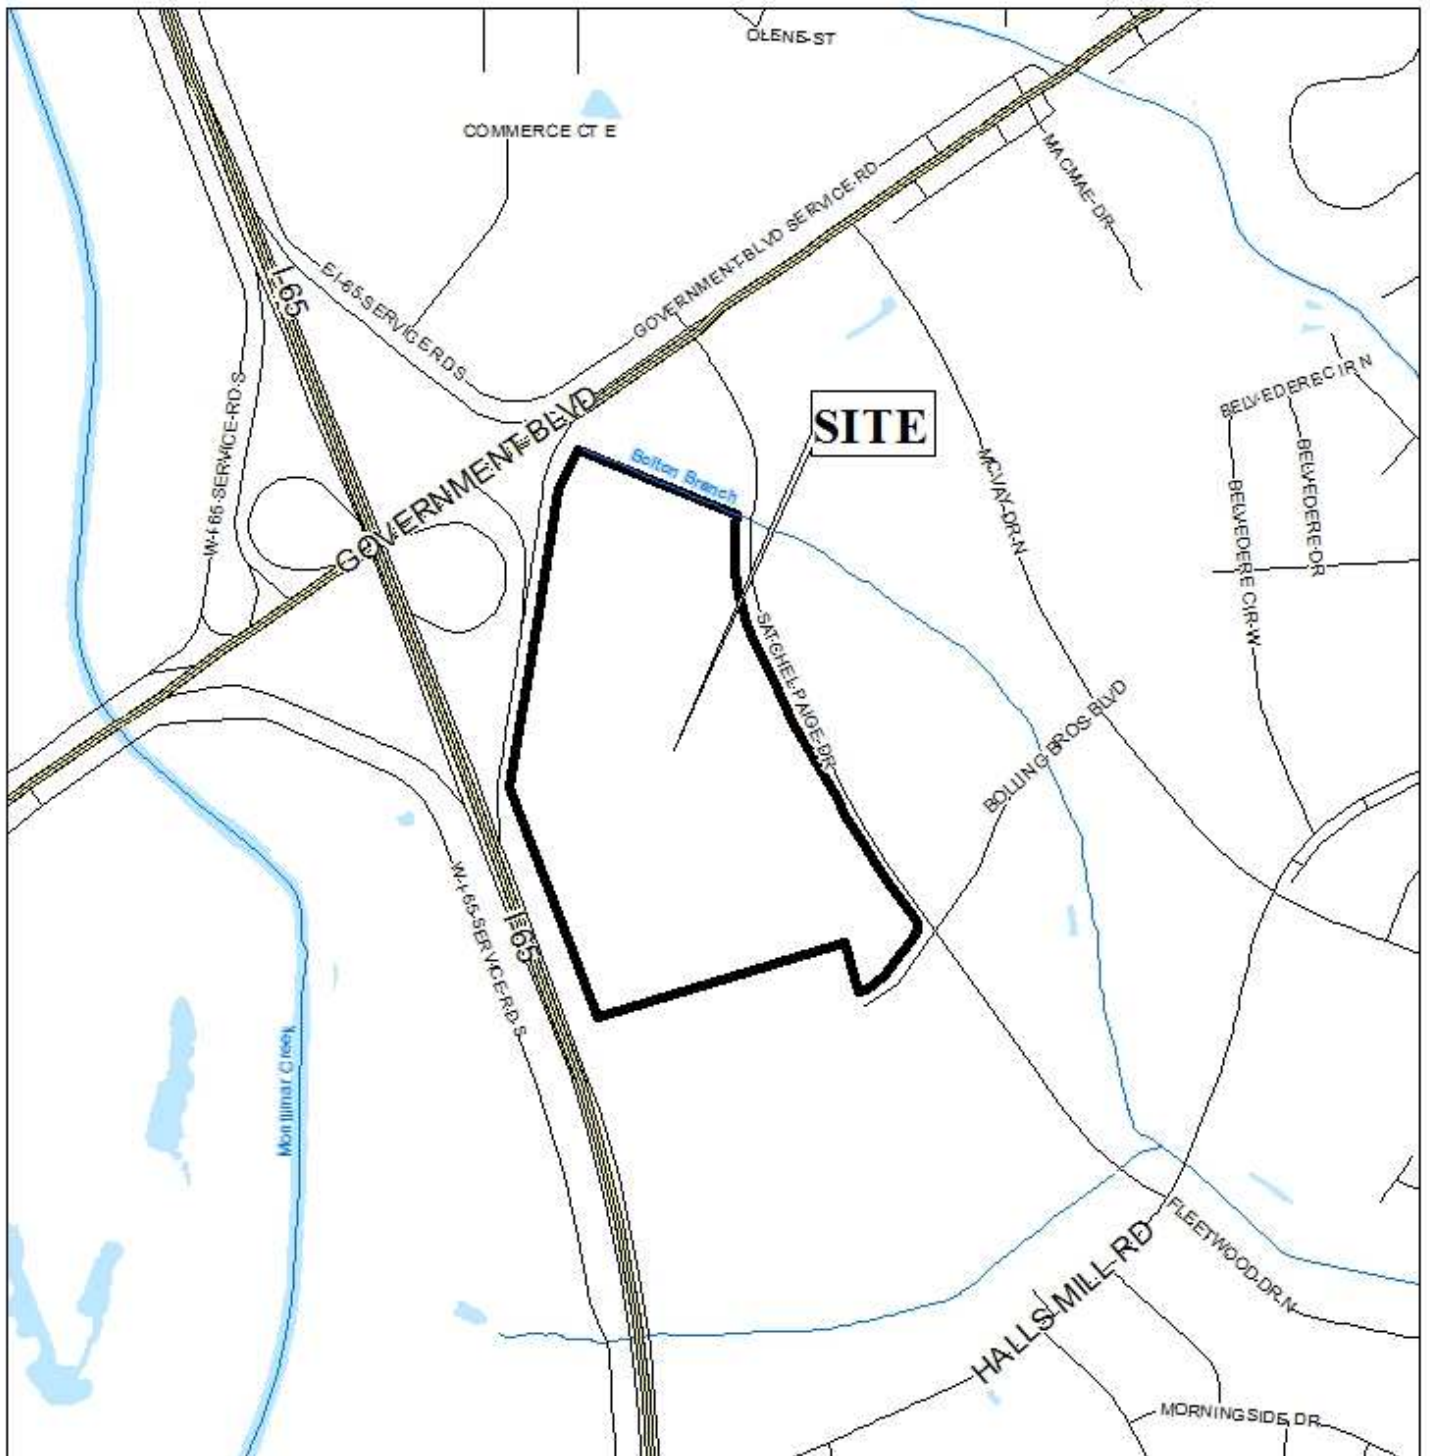 OLENE-ST
COMMERCE CT E
MACMAE-DR
GOVERNMENT-BLVD SERVICE-RD
I-65
E-I-65-SERVICE RD S
W-I-65-SERVICE-RD-S
GOVERNMENT-BLVD
BELVEDERE CIR N
SITE
Bolton Branch
MCVAY-DR-N
BELVEDERE-DR
BELVEDERE CIR-W
SATCHEL-PAIGE-DR
BOLLING BROS-BLVD
W-I-65-SERVICE-RD-S
I-65
Montlimar Creek
FLEETWOOD-DR-N
HALLS-MILL-RD
MORNINGSIDE DR